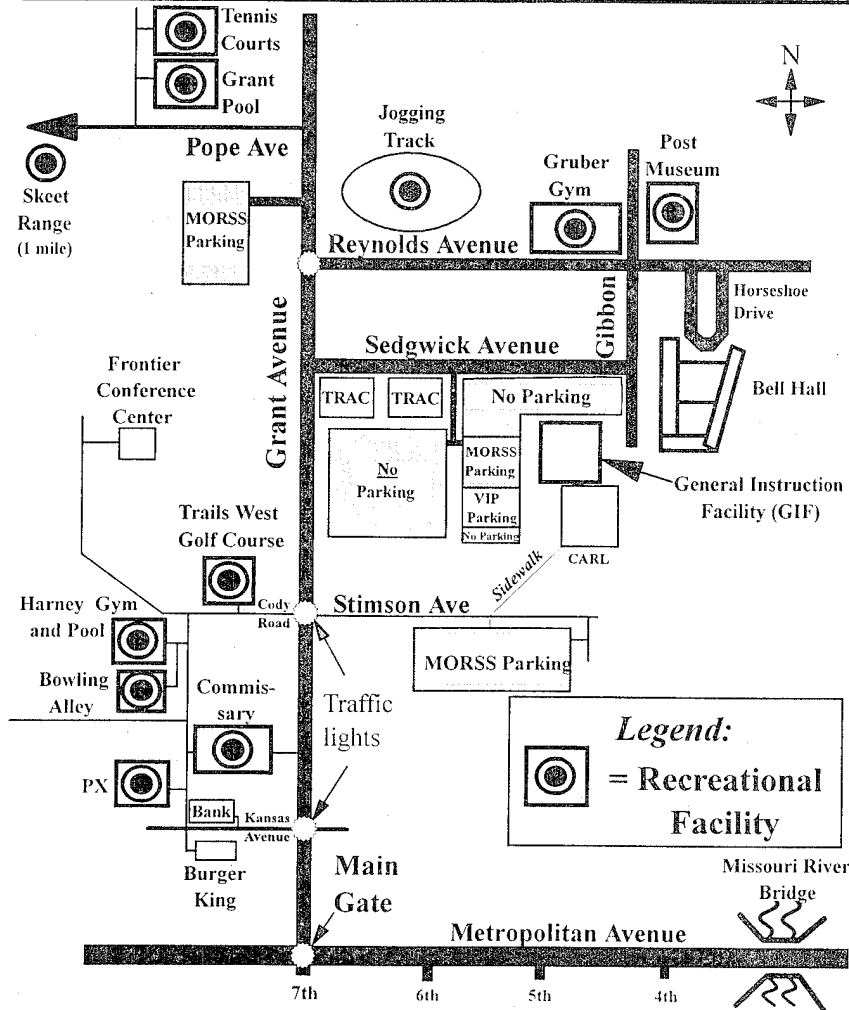 Tennis
Courts
Grant
Pool
N
Pope Ave
Jogging
Track
Post
Museum
Gruber
Gym
Skeet
Range
(1 mile)
MORSS
Parking
Reynolds Avenue
Grant Avenue
Gibbon
Horseshoe
Drive
Sedgwick Avenue
Frontier
Conference
Center
TRAC
TRAC
No Parking
Bell Hall
No
Parking
MORSS
Parking
VIP
Parking
No Parking
General Instruction
Facility (GIF)
CARL
Sidewalk
Trails West
Golf Course
Cody
Road
Stimson Ave
Harney Gym
and Pool
MORSS Parking
Bowling
Alley
Commis-
sary
Traffic
lights
Legend:
= Recreational
Facility
PX
Bank
Kansas
Avenue
Burger
King
Main
Gate
Missouri River
Bridge
Metropolitan Avenue
7th
6th
5th
4th